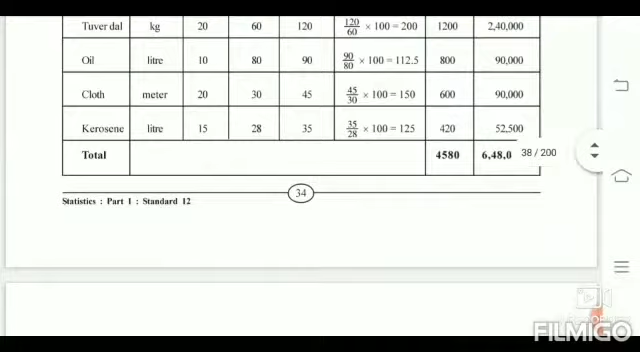 Tuver dal kg 20 60 120 120/60 × 100 = 200 1200 2,40,000
Oil litre 10 80 90 90/80 × 100 = 112.5 800 90,000
Cloth meter 20 30 45 45/30 × 100 = 150 600 90,000
Kerosene litre 15 28 35 35/28 × 100 = 125 420 52,500
Total 4580 6,48,0
38 / 200
34
Statistics : Part 1 : Standard 12
FILMIGO